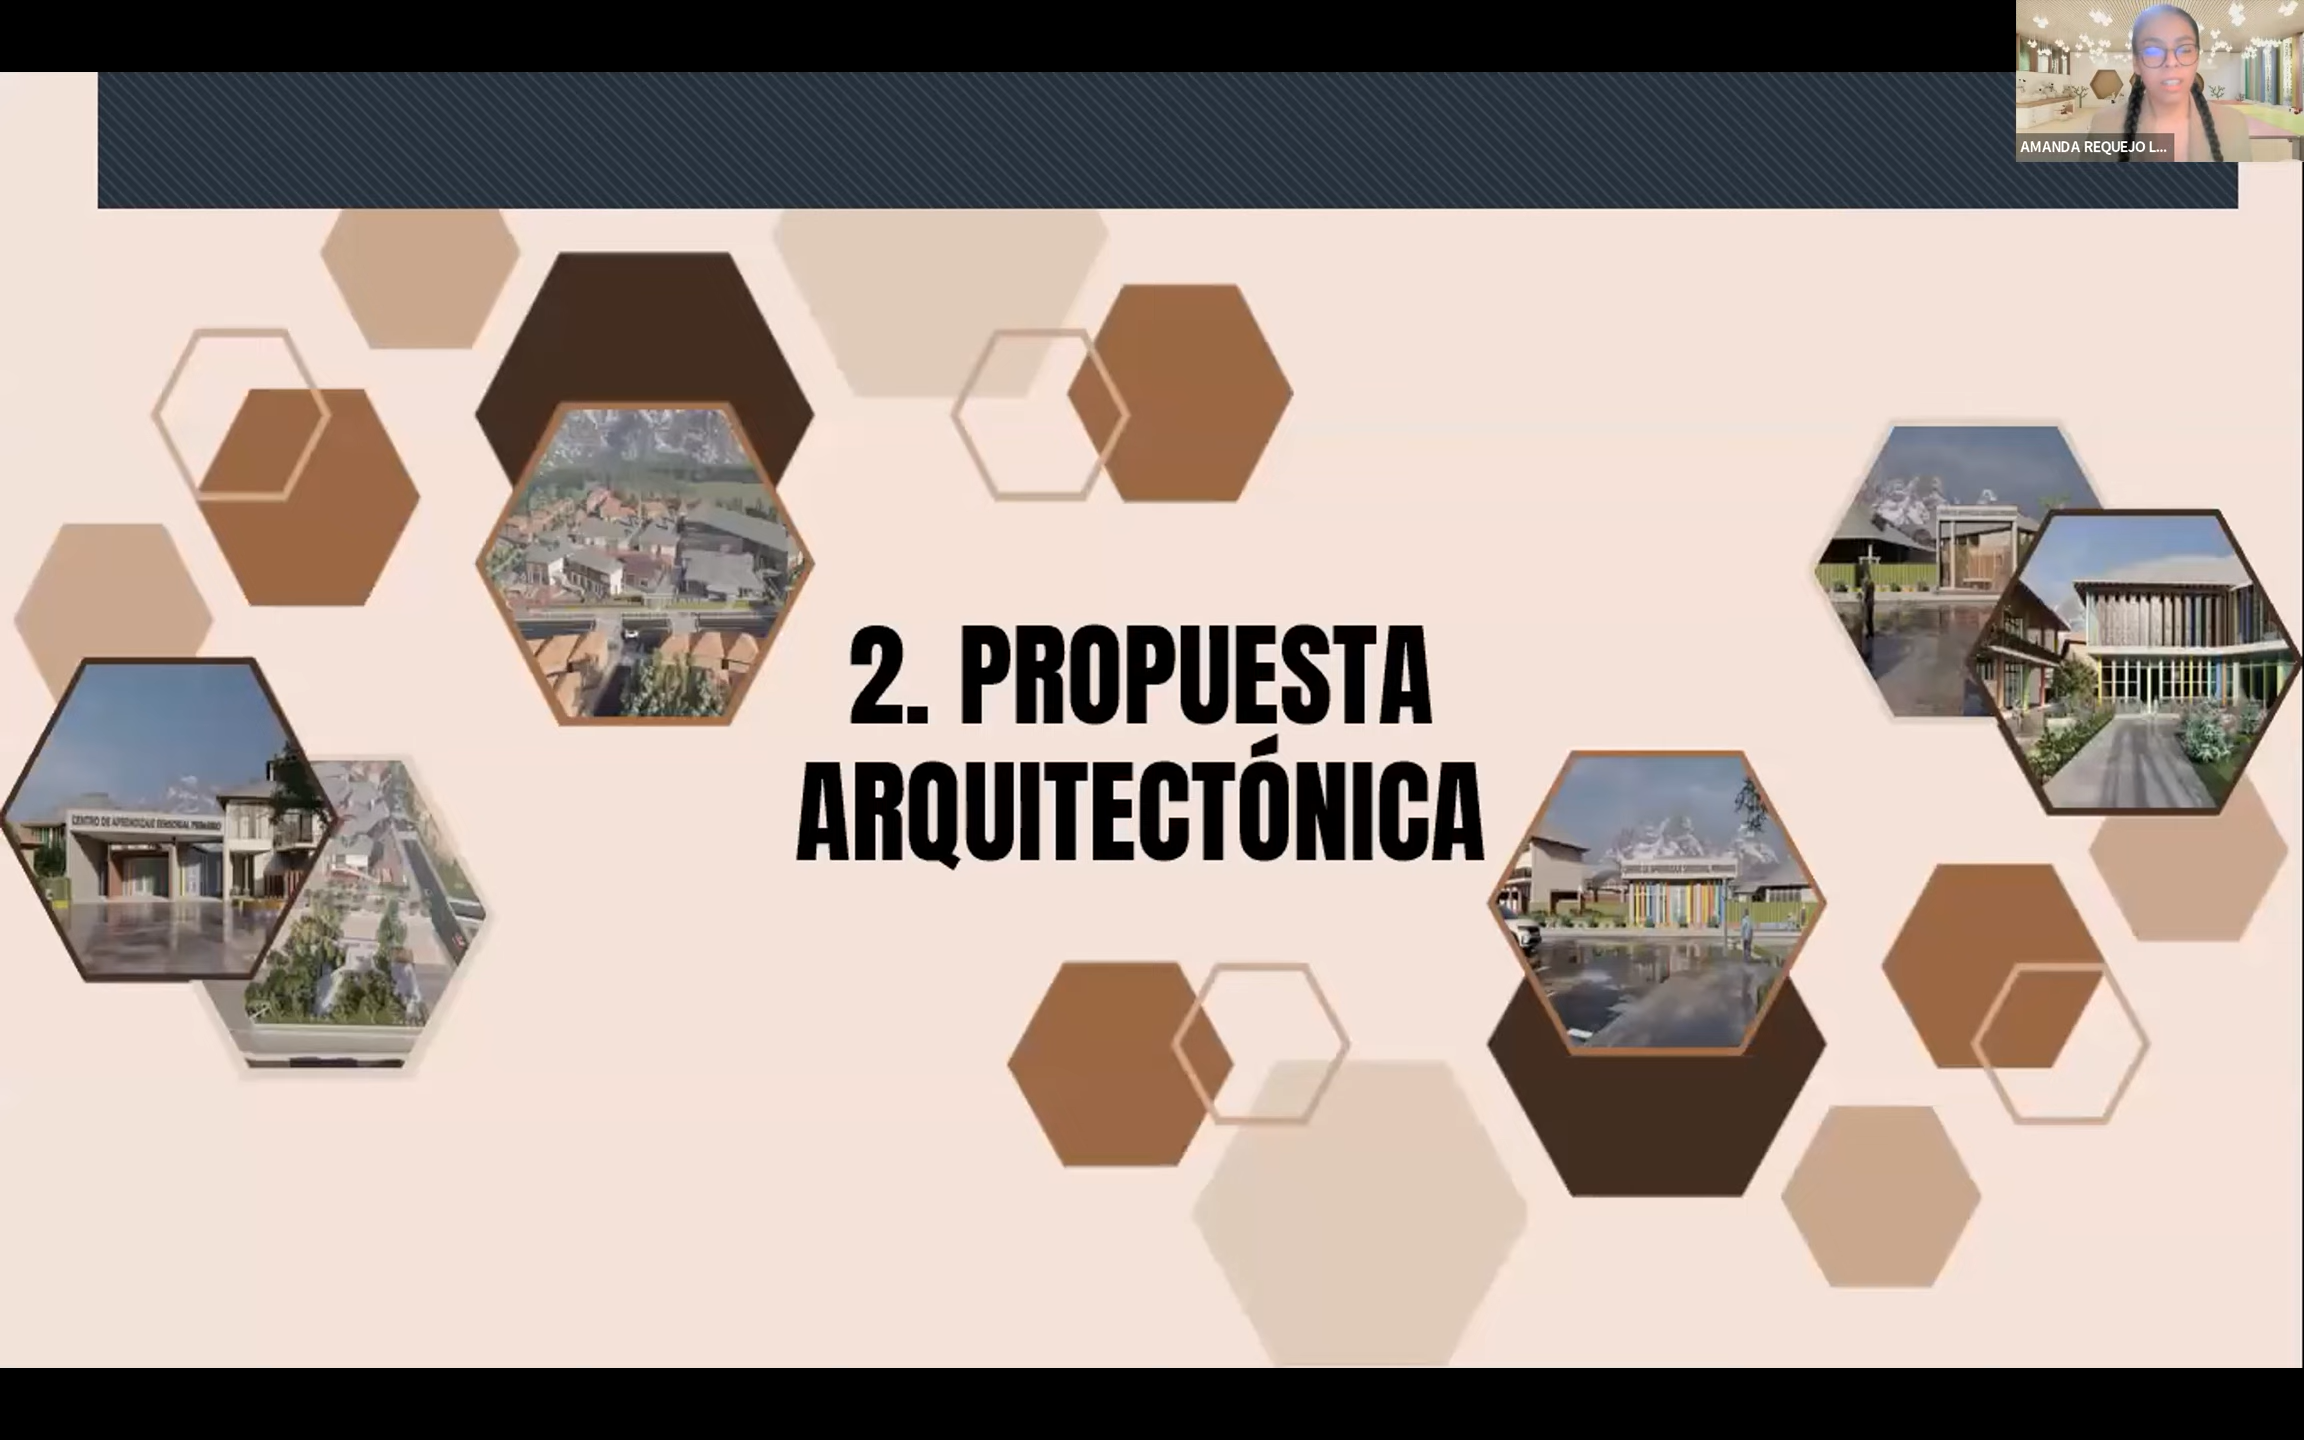 AMANDA REQUEJO L...
2. PROPUESTA
ARQUITECTÓNICA
CENTRO DE APRENDIZAJE SENSORIAL PRIMARIO